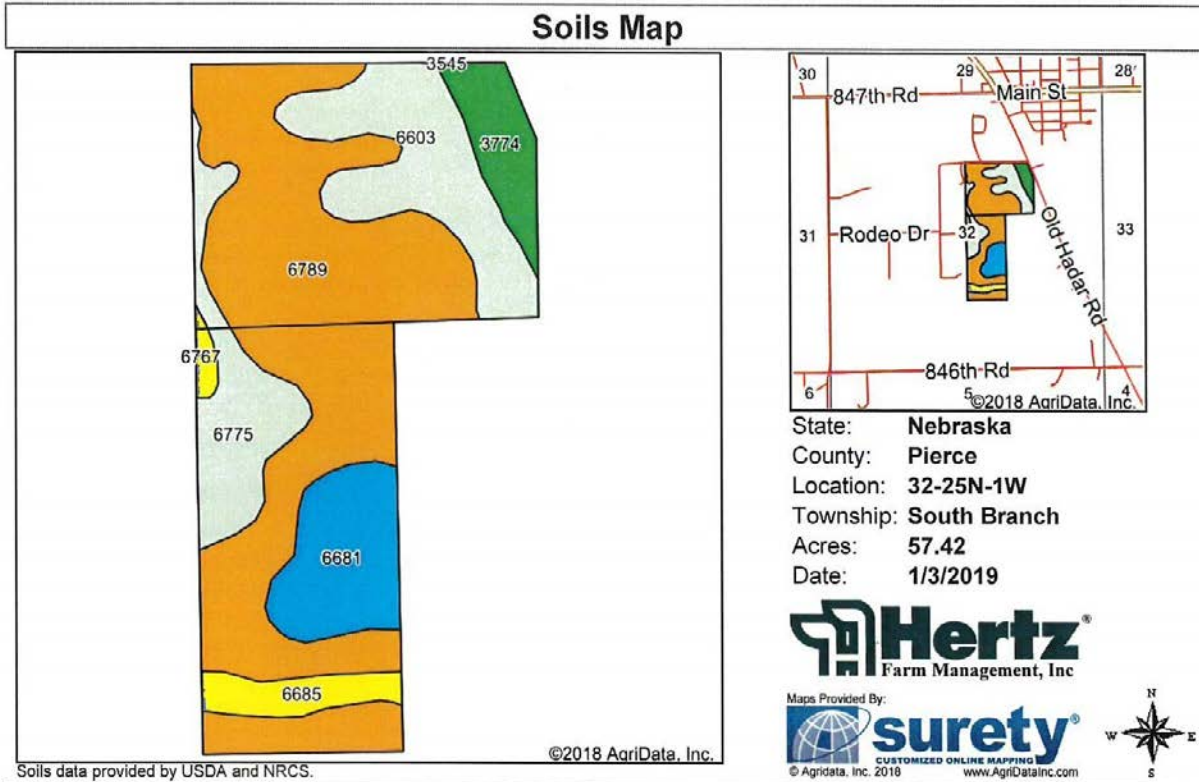 Soils Map
3545
6603
3774
6789
6767
6775
6681
6685
©2018 AgriData, Inc.
Soils data provided by USDA and NRCS.
30
29
28
847th Rd
Main St
31
Rodeo Dr
32
33
Old Hadar Rd
846th Rd
6
5
4
©2018 AgriData, Inc.
State: Nebraska
County: Pierce
Location: 32-25N-1W
Township: South Branch
Acres: 57.42
Date: 1/3/2019
Hertz®
Farm Management, Inc
Maps Provided By:
surety®
CUSTOMIZED ONLINE MAPPING
© Agridata, Inc. 2018
www.AgriDataInc.com
N
W
E
S